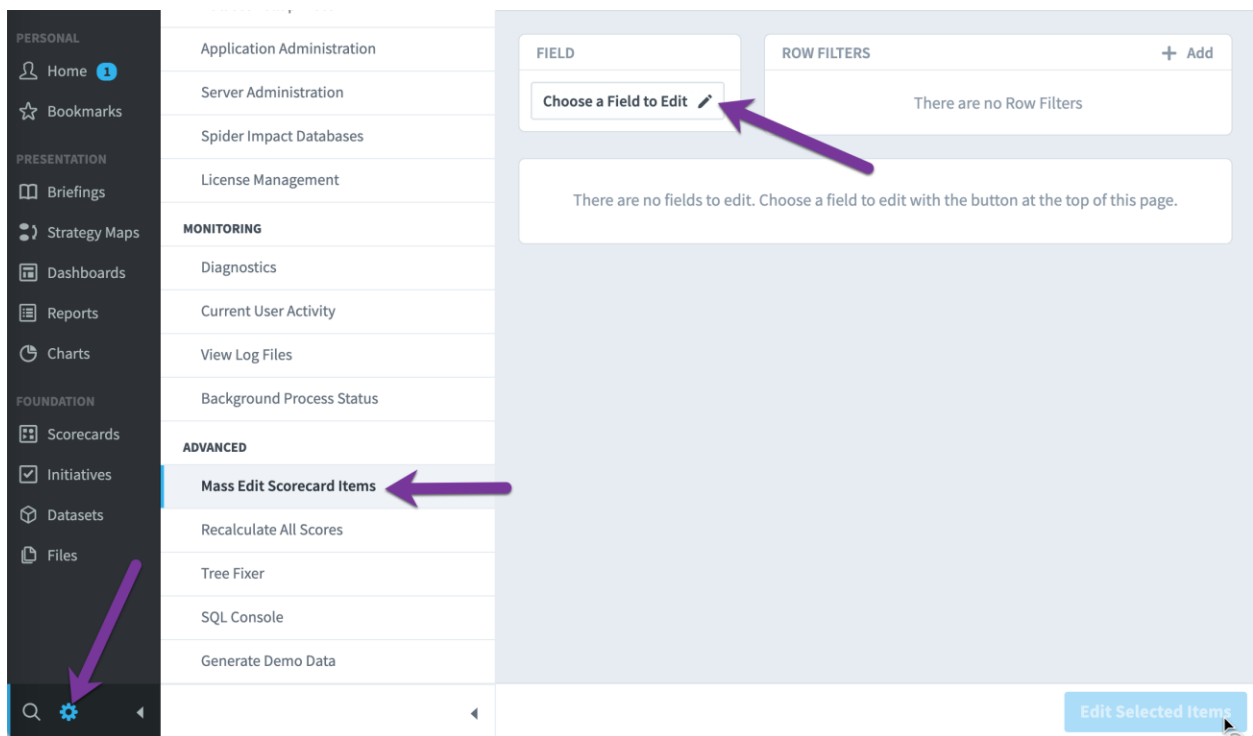 PERSONAL
Home 1
Bookmarks
PRESENTATION
Briefings
Strategy Maps
Dashboards
Reports
Charts
FOUNDATION
Scorecards
Initiatives
Datasets
Files
Application Administration
Server Administration
Spider Impact Databases
License Management
MONITORING
Diagnostics
Current User Activity
View Log Files
Background Process Status
ADVANCED
Mass Edit Scorecard Items
Recalculate All Scores
Tree Fixer
SQL Console
Generate Demo Data
FIELD
Choose a Field to Edit
ROW FILTERS
+ Add
There are no Row Filters
There are no fields to edit. Choose a field to edit with the button at the top of this page.
Edit Selected Items